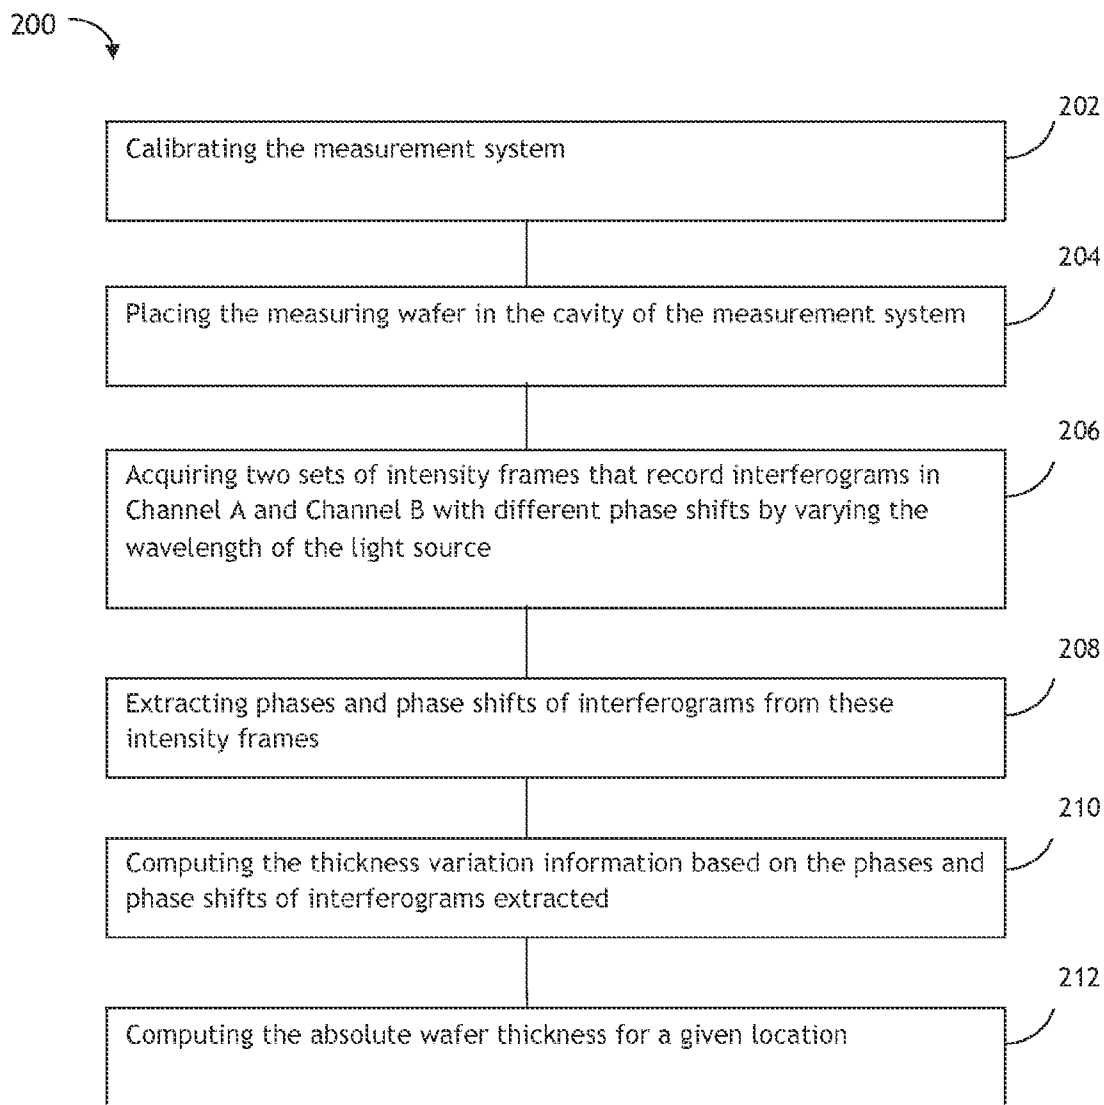 200
202
Calibrating the measurement system
204
Placing the measuring wafer in the cavity of the measurement system
206
Acquiring two sets of intensity frames that record interferograms in
Channel A and Channel B with different phase shifts by varying the
wavelength of the light source
208
Extracting phases and phase shifts of interferograms from these
intensity frames
210
Computing the thickness variation information based on the phases and
phase shifts of interferograms extracted
212
Computing the absolute wafer thickness for a given location